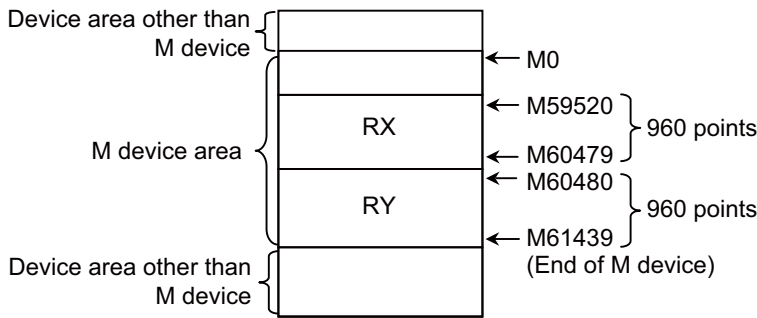 Device area other than
M device
M0
M59520
RX
960 points
M device area
M60479
M60480
RY
960 points
M61439
(End of M device)
Device area other than
M device